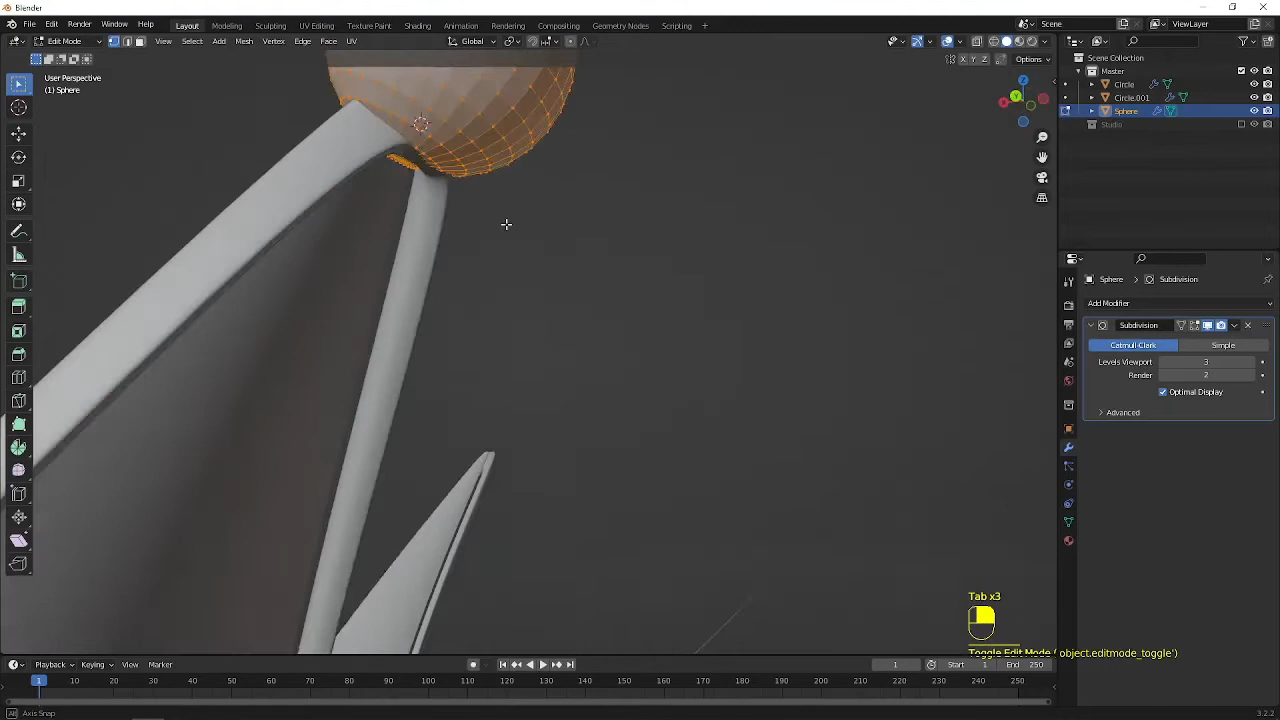 Blender
File Edit Render Window Help Layout Modeling Sculpting UV Editing Texture Paint Shading Animation Rendering Compositing Geometry Nodes Scripting + Scene ViewLayer
Edit Mode View Select Add Mesh Vertex Edge Face UV Global
X Y Z Options
User Perspective
(1) Sphere
Scene Collection
Master
Circle
Circle.001
Sphere
Studio
Sphere > Subdivision
Add Modifier
Subdivision
Catmull-Clark Simple
Levels Viewport 3
Render 2
Optimal Display
Advanced
Tab x3
Toggle Edit Mode ( 'object.editmode_toggle')
Playback Keying View Marker 1 Start 1 End 250
1 10 20 30 40 50 60 70 80 90 100 110 120 130 140 150 160 170 180 190 200 210 220 230 240 250
Axis Snap 3.2.2